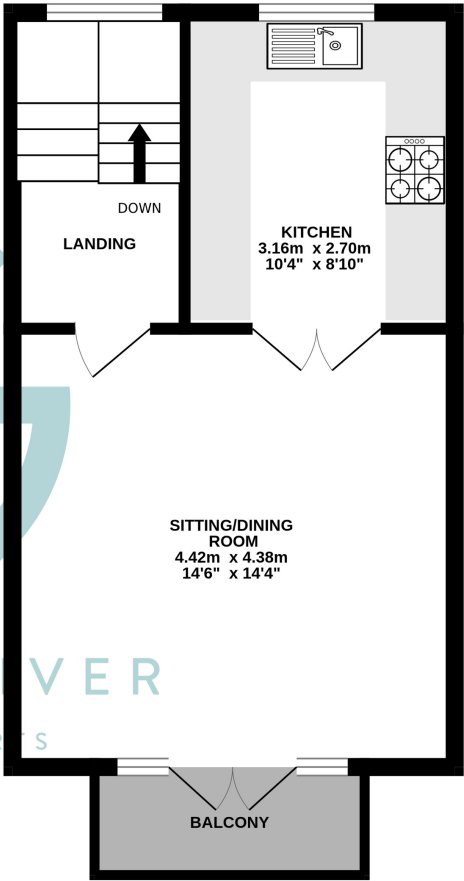 DOWN
LANDING
KITCHEN
3.16m x 2.70m
10'4" x 8'10"
SITTING/DINING
ROOM
4.42m x 4.38m
14'6" x 14'4"
VER
BALCONY